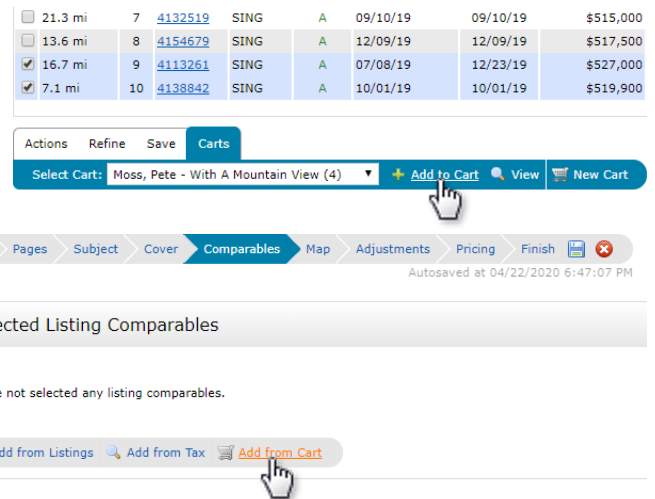 21.3 mi 7 4132519 SING A 09/10/19 09/10/19 $515,000
13.6 mi 8 4154679 SING A 12/09/19 12/09/19 $517,500
16.7 mi 9 4113261 SING A 07/08/19 12/23/19 $527,000
7.1 mi 10 4138842 SING A 10/01/19 10/01/19 $519,900
Actions Refine Save Carts
Select Cart: Moss, Pete - With A Mountain View (4) Add to Cart View New Cart
Pages Subject Cover Comparables Map Adjustments Pricing Finish
Autosaved at 04/22/2020 6:47:07 PM
ected Listing Comparables
e not selected any listing comparables.
dd from Listings Add from Tax Add from Cart